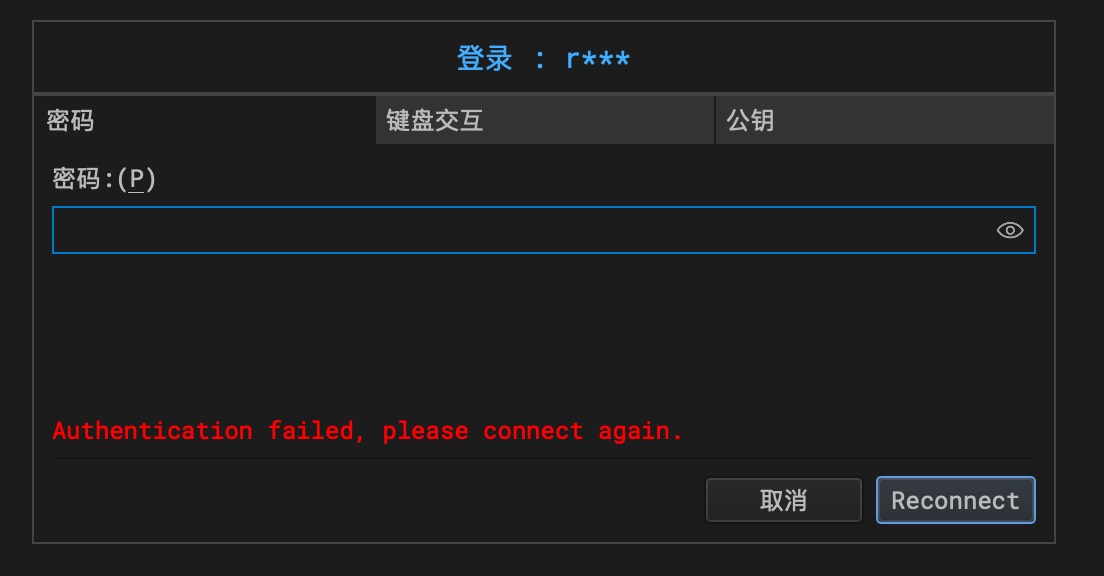 登录 : r***
密码 键盘交互 公钥
密码:(P)
Authentication failed, please connect again.
取消 Reconnect